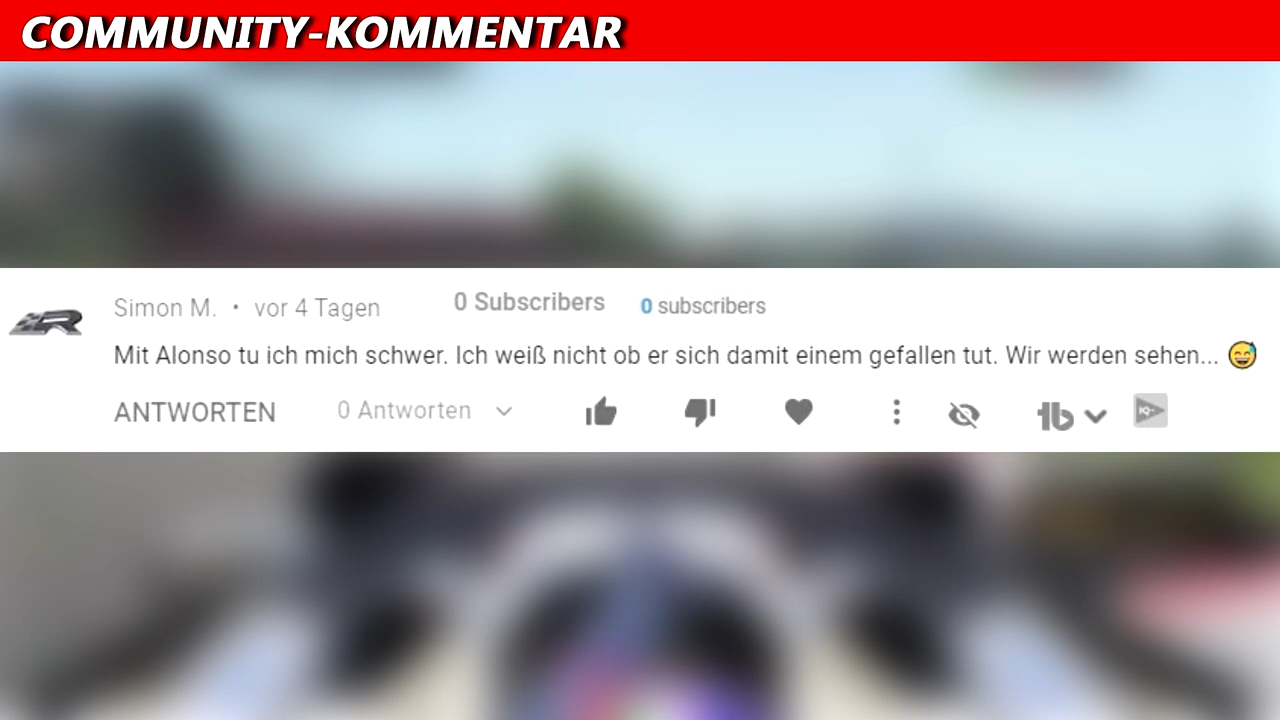 COMMUNITY-KOMMENTAR
Simon M. • vor 4 Tagen 0 Subscribers 0 subscribers
Mit Alonso tu ich mich schwer. Ich weiß nicht ob er sich damit einem gefallen tut. Wir werden sehen... 😅
ANTWORTEN 0 Antworten